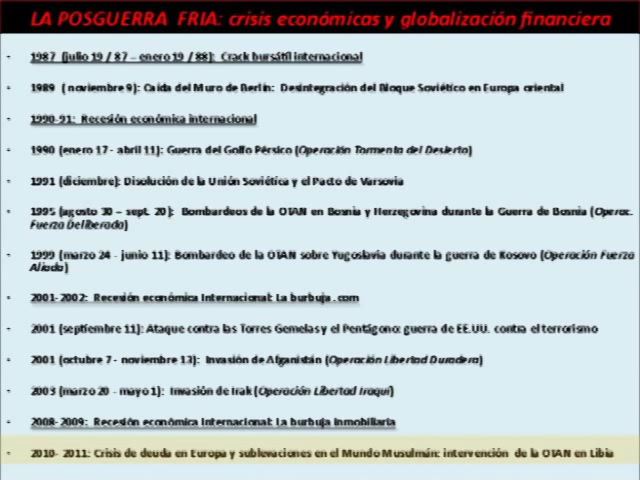 LA POSGUERRA FRIA: crisis económicas y globalización financiera
- 1987 (julio 19 / 87 – enero 19 / 88): Crack bursátil internacional
- 1989 ( noviembre 9): Caída del Muro de Berlín: Desintegración del Bloque Soviético en Europa oriental
- 1990-91: Recesión económica internacional
- 1990 (enero 17 - abril 11): Guerra del Golfo Pérsico (Operación Tormenta del Desierto)
- 1991 (diciembre): Disolución de la Unión Soviética y el Pacto de Varsovia
- 1995 (agosto 30 – sept. 20): Bombardeos de la OTAN en Bosnia y Herzegovina durante la Guerra de Bosnia (Operac.
Fuerza Deliberada)
- 1999 (marzo 24 - junio 11): Bombardeo de la OTAN sobre Yugoslavia durante la guerra de Kosovo (Operación Fuerza
Aliada)
- 2001-2002: Recesión económica Internacional: La burbuja .com
- 2001 (septiembre 11): Ataque contra las Torres Gemelas y el Pentágono: guerra de EE.UU. contra el terrorismo
- 2001 (octubre 7 - noviembre 13): Invasión de Afganistán (Operación Libertad Duradera)
- 2003 (marzo 20 - mayo 1): Invasión de Irak (Operación Libertad Iraquí)
- 2008-2009: Recesión económica Internacional: La burbuja inmobiliaria
- 2010- 2011: Crisis de deuda en Europa y sublevaciones en el Mundo Musulmán: intervención de la OTAN en Libia